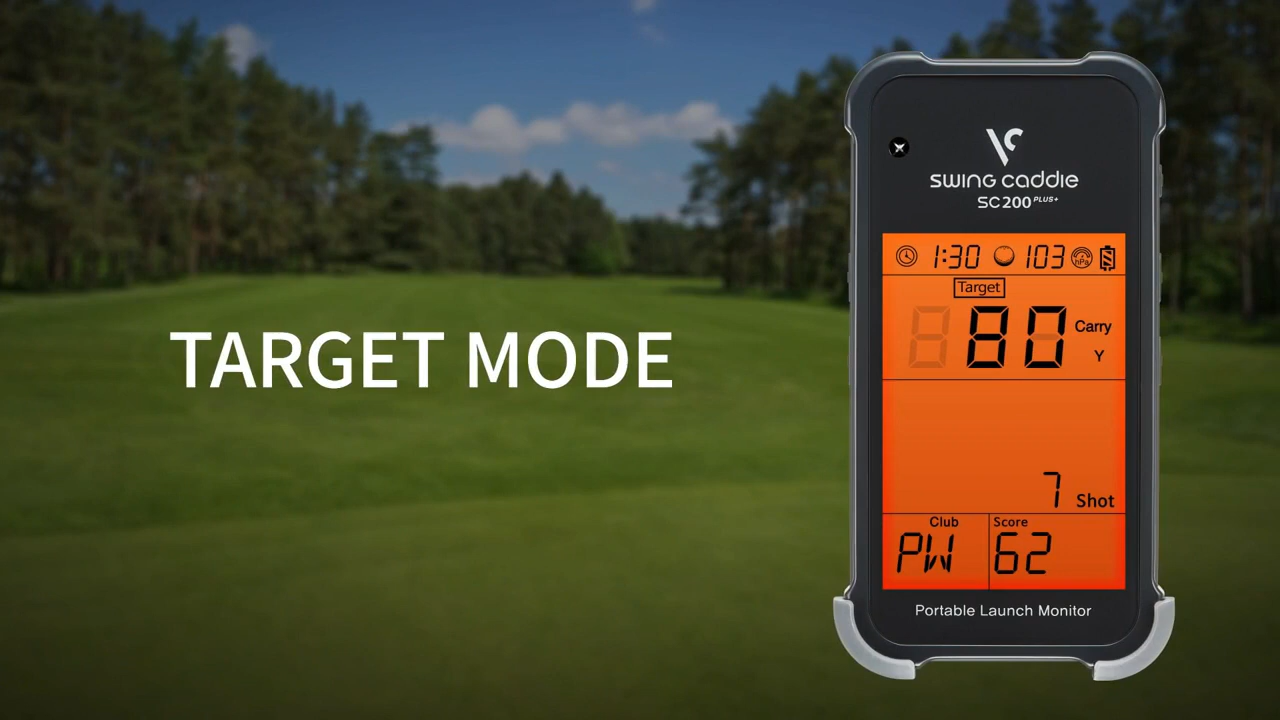 TARGET MODE
swing caddie
SC200 PLUS+
1:30 103 hPa
Target
80 Carry
Y
7 Shot
Club Score
PW 62
Portable Launch Monitor